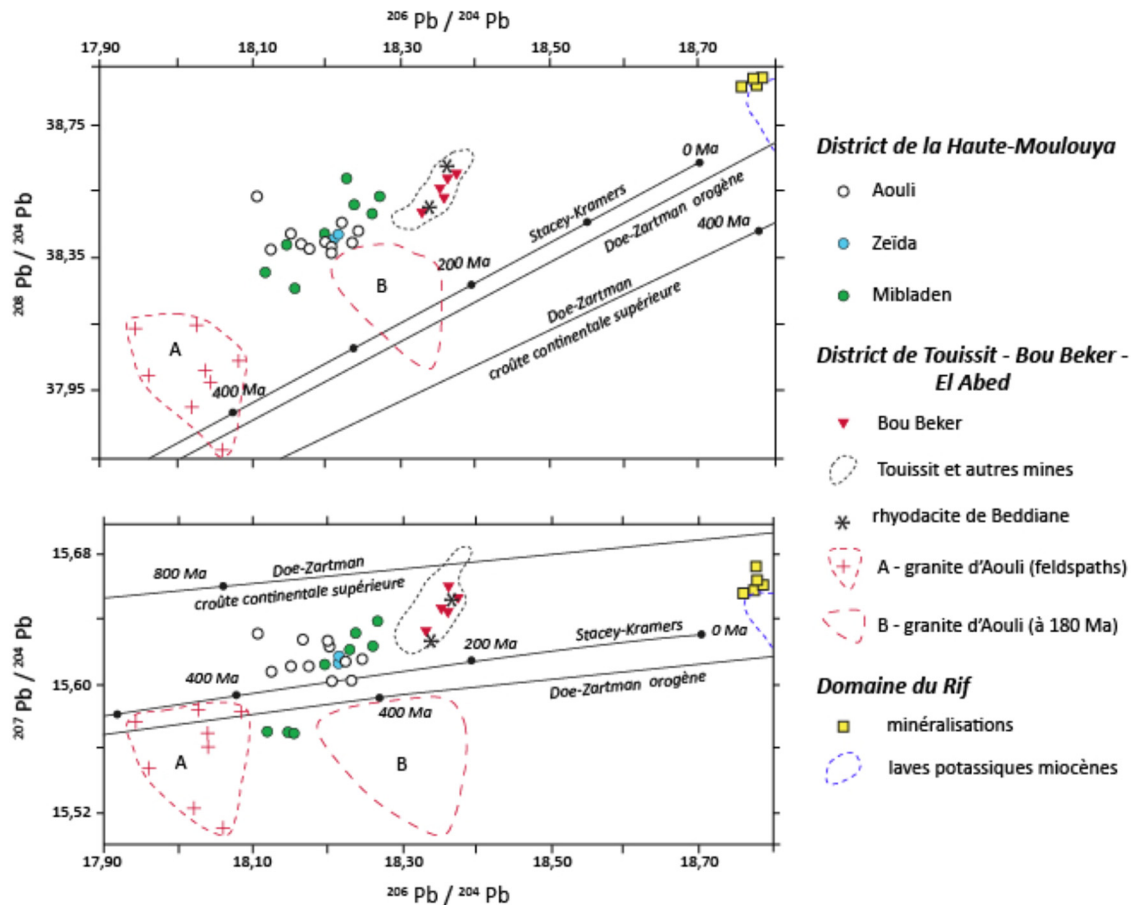 206 Pb / 204 Pb
17,90 18,10 18,30 18,50 18,70
208 Pb / 204 Pb
38,75
38,35
37,95
0 Ma
Stacey-Kramers
Doe-Zartman orogène
400 Ma
200 Ma
B
Doe-Zartman
croûte continentale supérieure
A
400 Ma
207 Pb / 204 Pb
15,68
15,60
15,52
800 Ma
Doe-Zartman
croûte continentale supérieure
Stacey-Kramers
0 Ma
200 Ma
400 Ma
Doe-Zartman orogène
400 Ma
A
B
17,90 18,10 18,30 18,50 18,70
206 Pb / 204 Pb
District de la Haute-Moulouya
Aouli
Zeïda
Mibladen
District de Touissit - Bou Beker -
El Abed
Bou Beker
Touissit et autres mines
rhyodacite de Beddiane
A - granite d'Aouli (feldspaths)
B - granite d'Aouli (à 180 Ma)
Domaine du Rif
minéralisations
laves potassiques miocènes